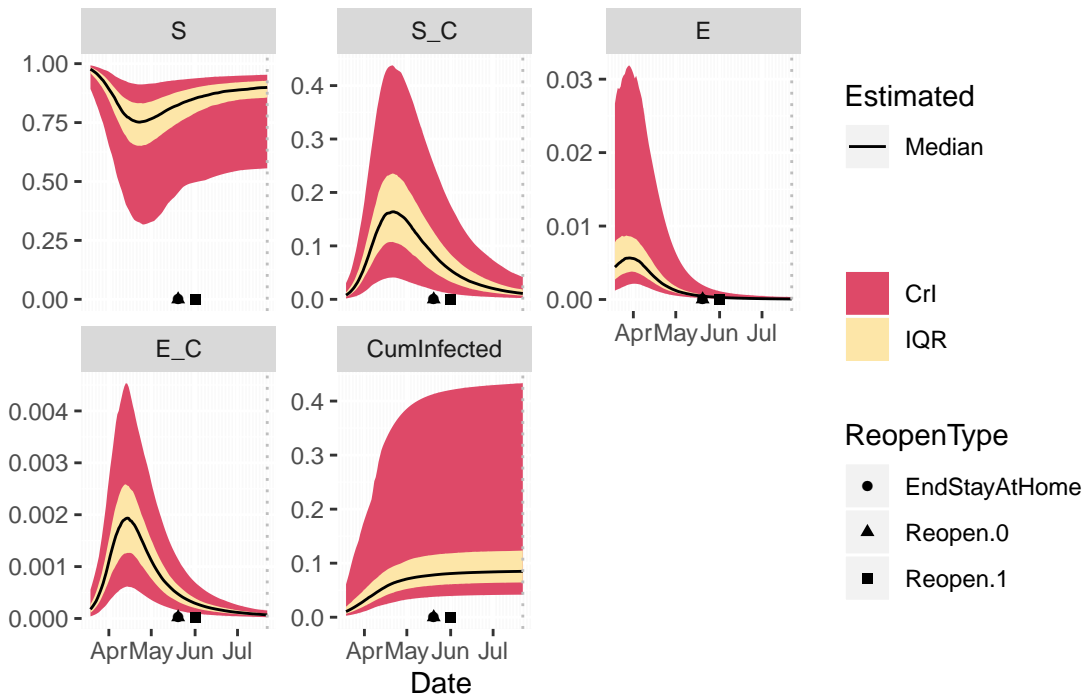 S
S_C
E
1.00
0.75
0.50
0.25
0.00
0.4
0.3
0.2
0.1
0.0
0.03
0.02
0.01
0.00
Apr May Jun Jul
E_C
CumInfected
0.004
0.003
0.002
0.001
0.000
0.4
0.3
0.2
0.1
0.0
Apr May Jun Jul
Apr May Jun Jul
Date
Estimated
Median
CrI
IQR
ReopenType
EndStayAtHome
Reopen.0
Reopen.1